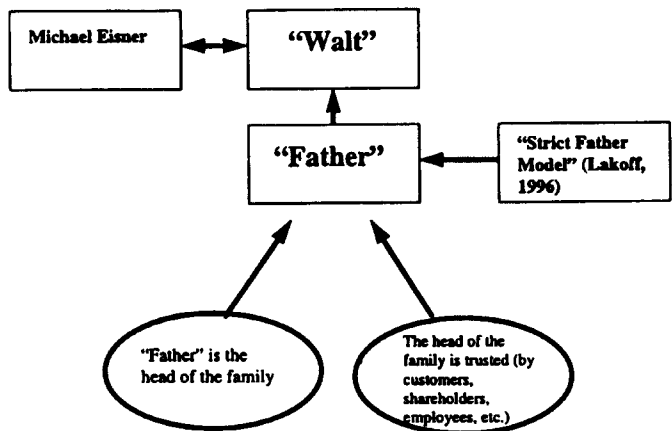 Michael Eisner
“Walt”
“Father”
“Strict Father
Model” (Lakoff,
1996)
“Father” is the
head of the family
The head of the
family is trusted (by
customers,
shareholders,
employees, etc.)